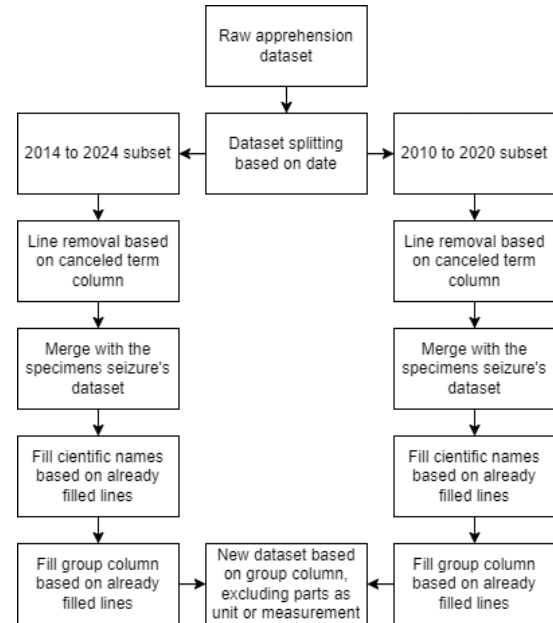 Raw apprehension
dataset
2014 to 2024 subset
Dataset splitting
based on date
2010 to 2020 subset
Line removal based
on canceled term
column
Line removal based
on canceled term
column
Merge with the
specimens seizure's
dataset
Merge with the
specimens seizure's
dataset
Fill cientific names
based on already
filled lines
Fill cientific names
based on already
filled lines
Fill group column
based on already
filled lines
New dataset based
on group column,
excluding parts as
unit or measurement
Fill group column
based on already
filled lines